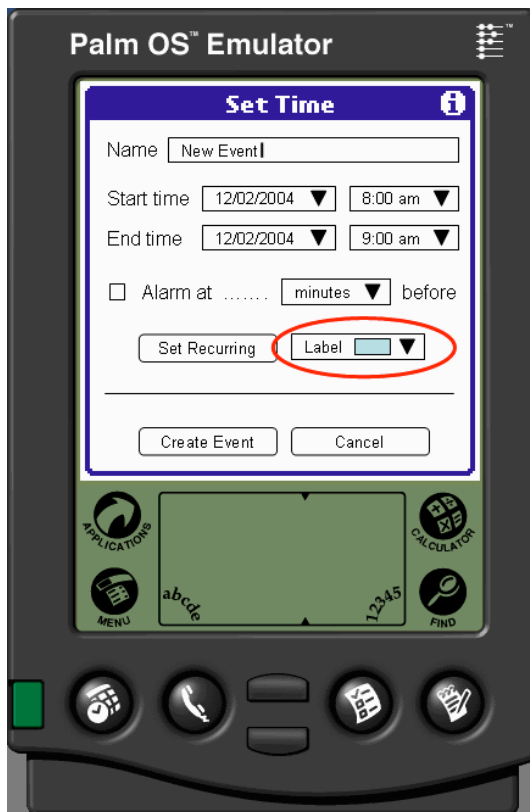 Palm OS™ Emulator
™
Set Time
i
Name New Event
Start time 12/02/2004 8:00 am
End time 12/02/2004 9:00 am
Alarm at ....... minutes before
Set Recurring Label
Create Event Cancel
APPLICATIONS
CALCULATOR
MENU
abcde
12345
FIND